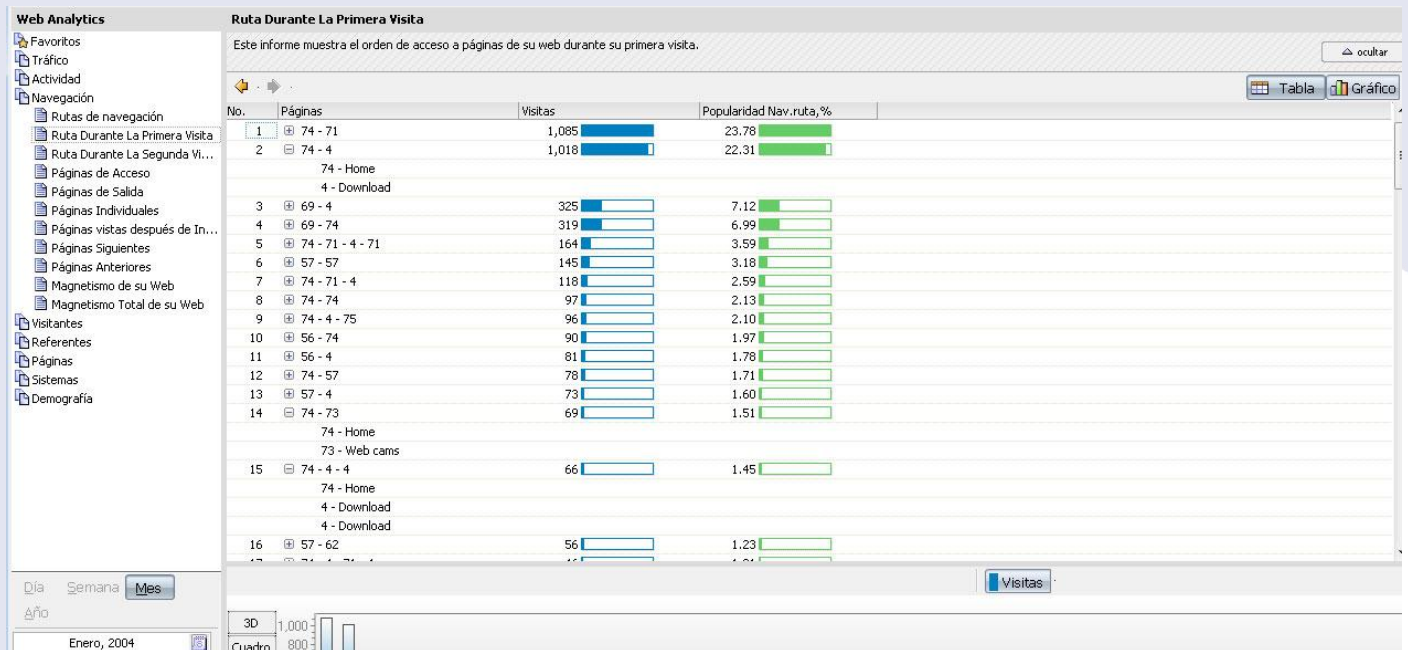 Web Analytics
Favoritos
Tráfico
Actividad
Navegación
Rutas de navegación
Ruta Durante La Primera Visita
Ruta Durante La Segunda Vi...
Páginas de Acceso
Páginas de Salida
Páginas Individuales
Páginas vistas después de In...
Páginas Siguientes
Páginas Anteriores
Magnetismo de su Web
Magnetismo Total de su Web
Visitantes
Referentes
Páginas
Sistemas
Demografía
Día Semana Mes
Año
Enero, 2004
Ruta Durante La Primera Visita
Este informe muestra el orden de acceso a páginas de su web durante su primera visita.
ocultar
Tabla Gráfico
No. Páginas Visitas Popularidad Nav.ruta,%
1 74 - 71 1,085 23.78
2 74 - 4 1,018 22.31
74 - Home
4 - Download
3 69 - 4 325 7.12
4 69 - 74 319 6.99
5 74 - 71 - 4 - 71 164 3.59
6 57 - 57 145 3.18
7 74 - 71 - 4 118 2.59
8 74 - 74 97 2.13
9 74 - 4 - 75 96 2.10
10 56 - 74 90 1.97
11 56 - 4 81 1.78
12 74 - 57 78 1.71
13 57 - 4 73 1.60
14 74 - 73 69 1.51
74 - Home
73 - Web cams
15 74 - 4 - 4 66 1.45
74 - Home
4 - Download
4 - Download
16 57 - 62 56 1.23
Visitas
3D
Cuadro
1,000
800